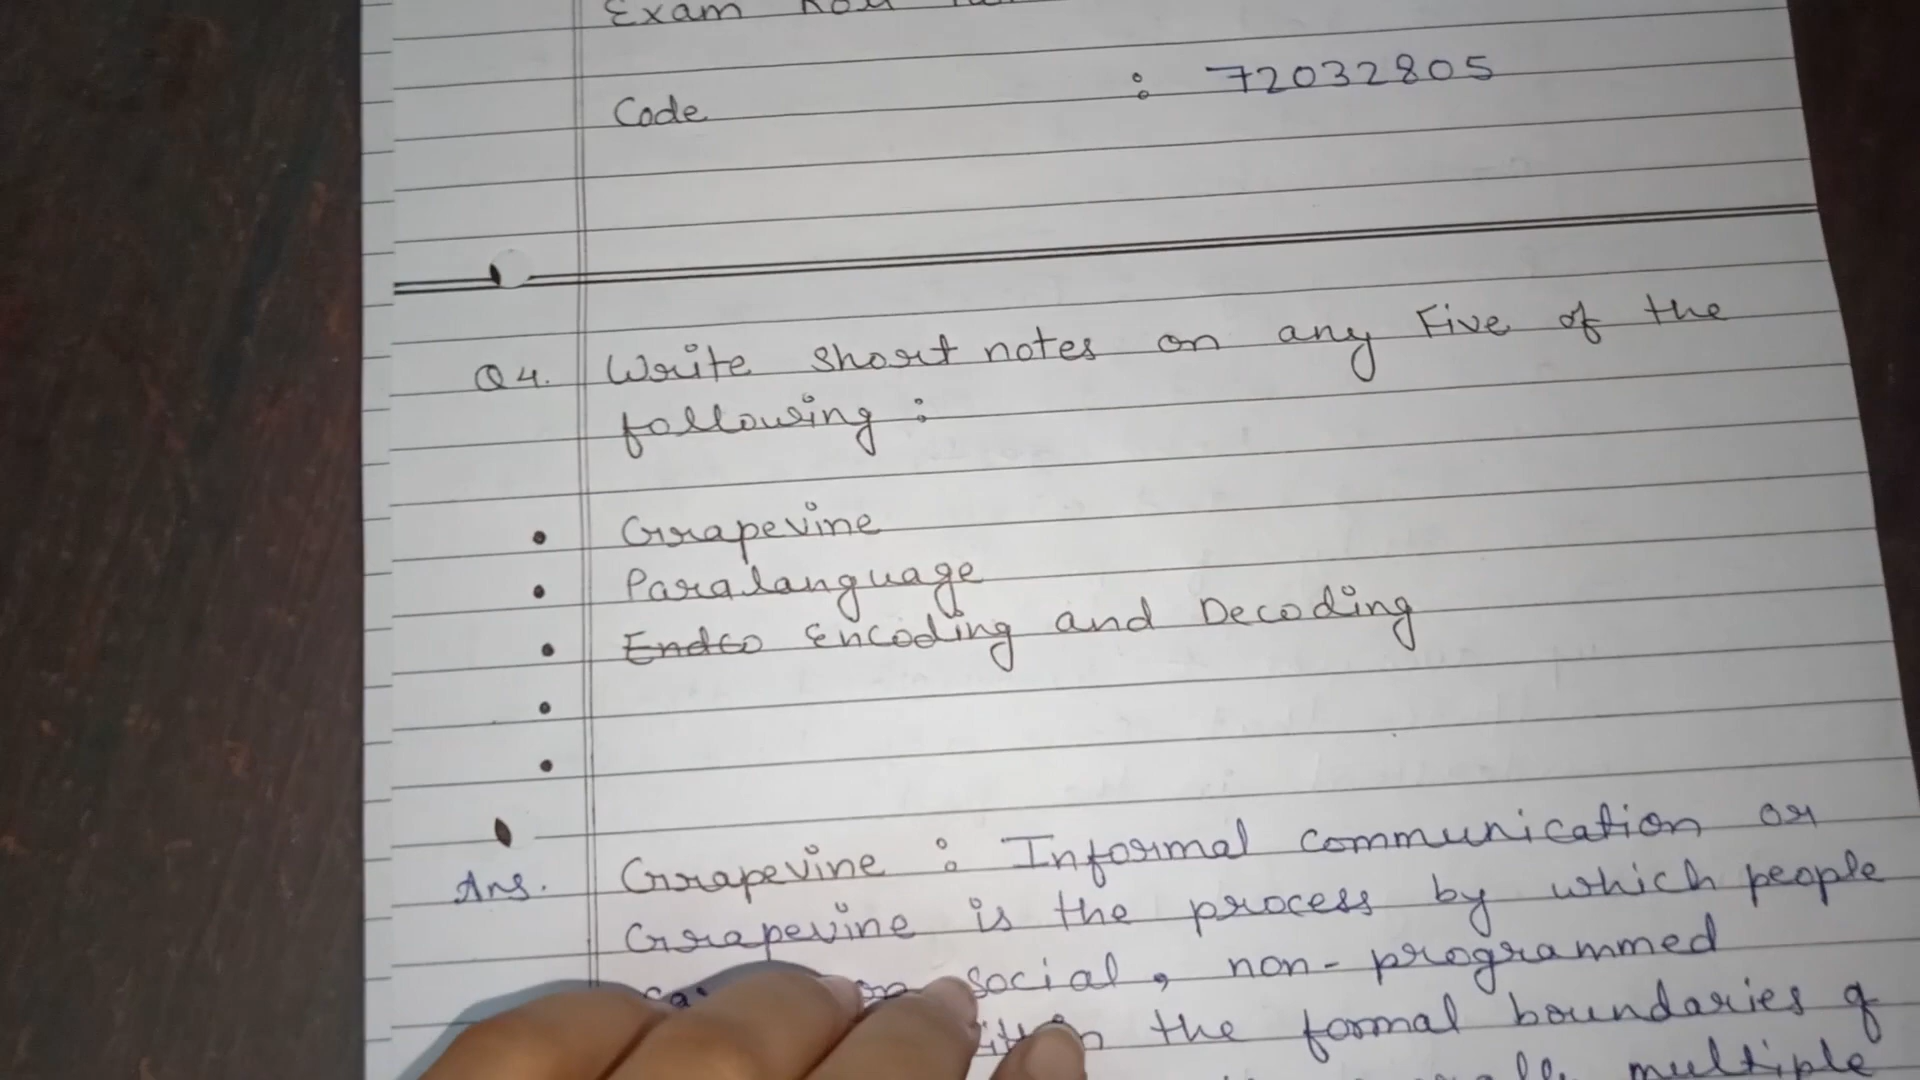 Exam Roll
Code : 72032805
Q4. Write short notes on any Five of the
following :
• Grapevine
• Paralanguage
• Endco Encoding and Decoding
•
•
Ans. Grapevine : Informal communication or
Grapevine is the process by which people
social, non-programmed
the formal boundaries of
multiple